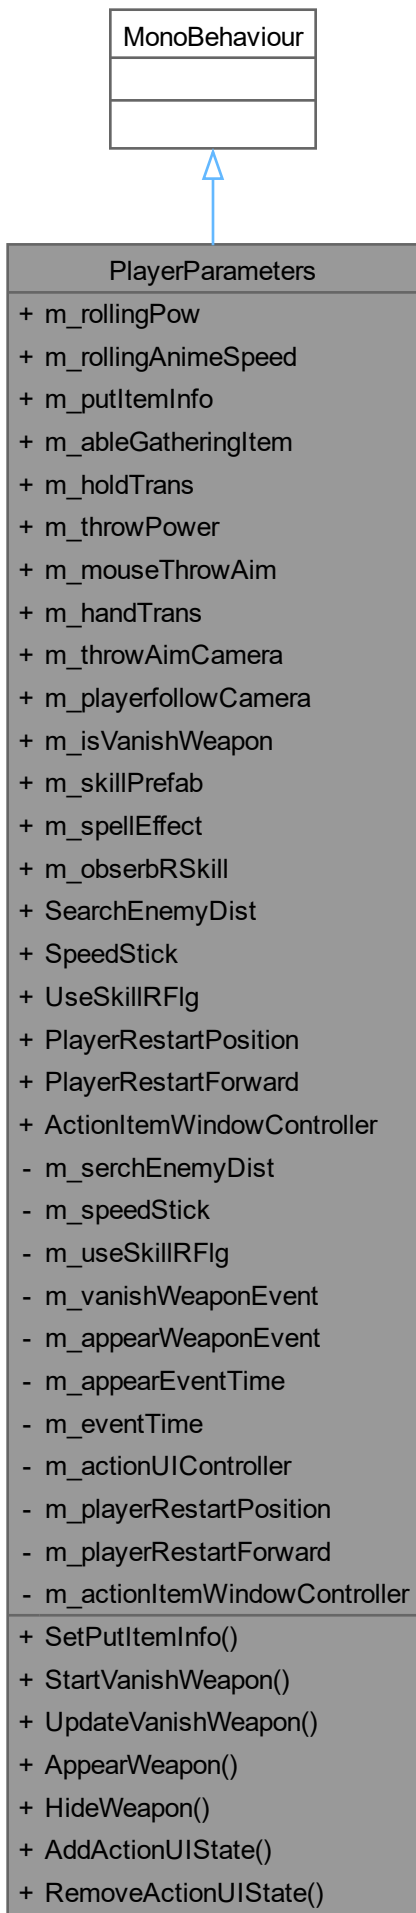 MonoBehaviour
PlayerParameters
+ m_rollingPow
+ m_rollingAnimeSpeed
+ m_putItemInfo
+ m_ableGatheringItem
+ m_holdTrans
+ m_throwPower
+ m_mouseThrowAim
+ m_handTrans
+ m_throwAimCamera
+ m_playerfollowCamera
+ m_isVanishWeapon
+ m_skillPrefab
+ m_spellEffect
+ m_obserbRSkill
+ SearchEnemyDist
+ SpeedStick
+ UseSkillRFlg
+ PlayerRestartPosition
+ PlayerRestartForward
+ ActionItemWindowController
- m_serchEnemyDist
- m_speedStick
- m_useSkillRFlg
- m_vanishWeaponEvent
- m_appearWeaponEvent
- m_appearEventTime
- m_eventTime
- m_actionUIController
- m_playerRestartPosition
- m_playerRestartForward
- m_actionItemWindowController
+ SetPutItemInfo()
+ StartVanishWeapon()
+ UpdateVanishWeapon()
+ AppearWeapon()
+ HideWeapon()
+ AddActionUIState()
+ RemoveActionUIState()